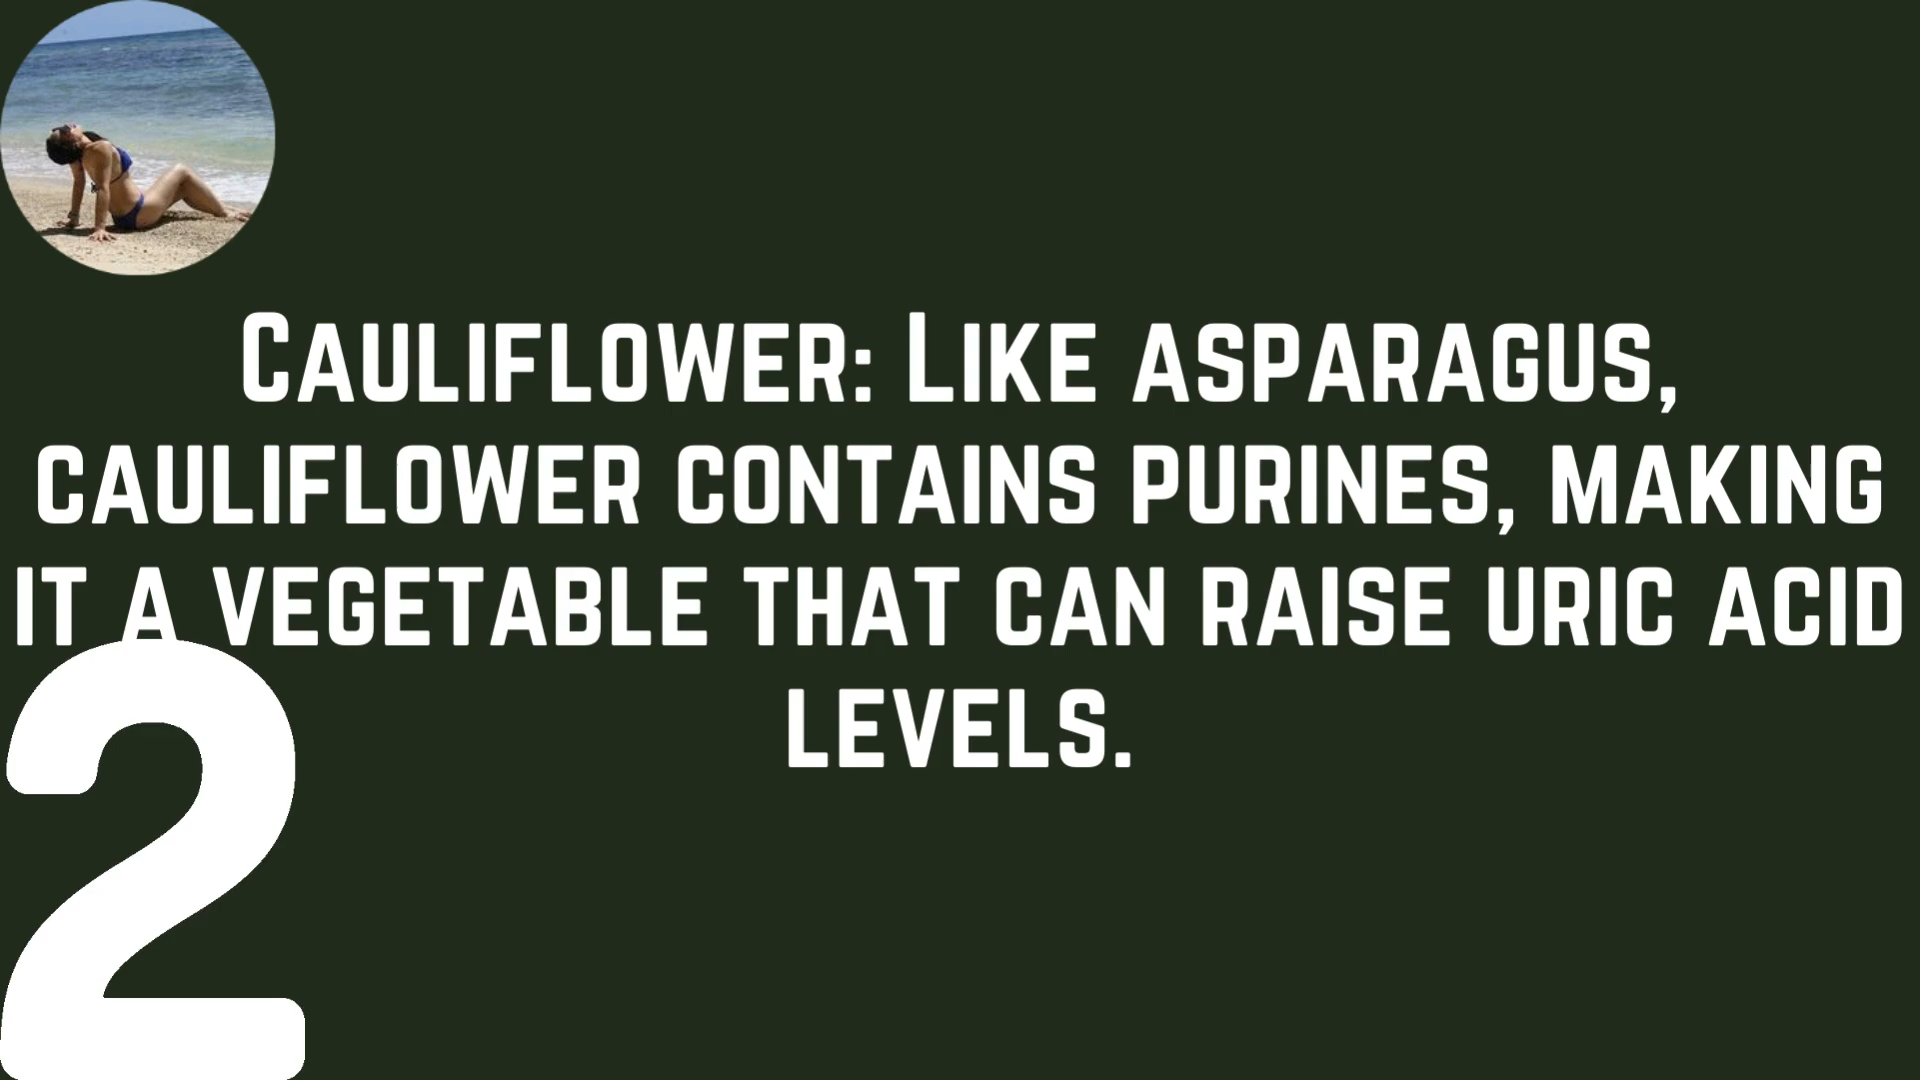 Cauliflower: Like asparagus,
cauliflower contains purines, making
it a vegetable that can raise uric acid
levels.
2